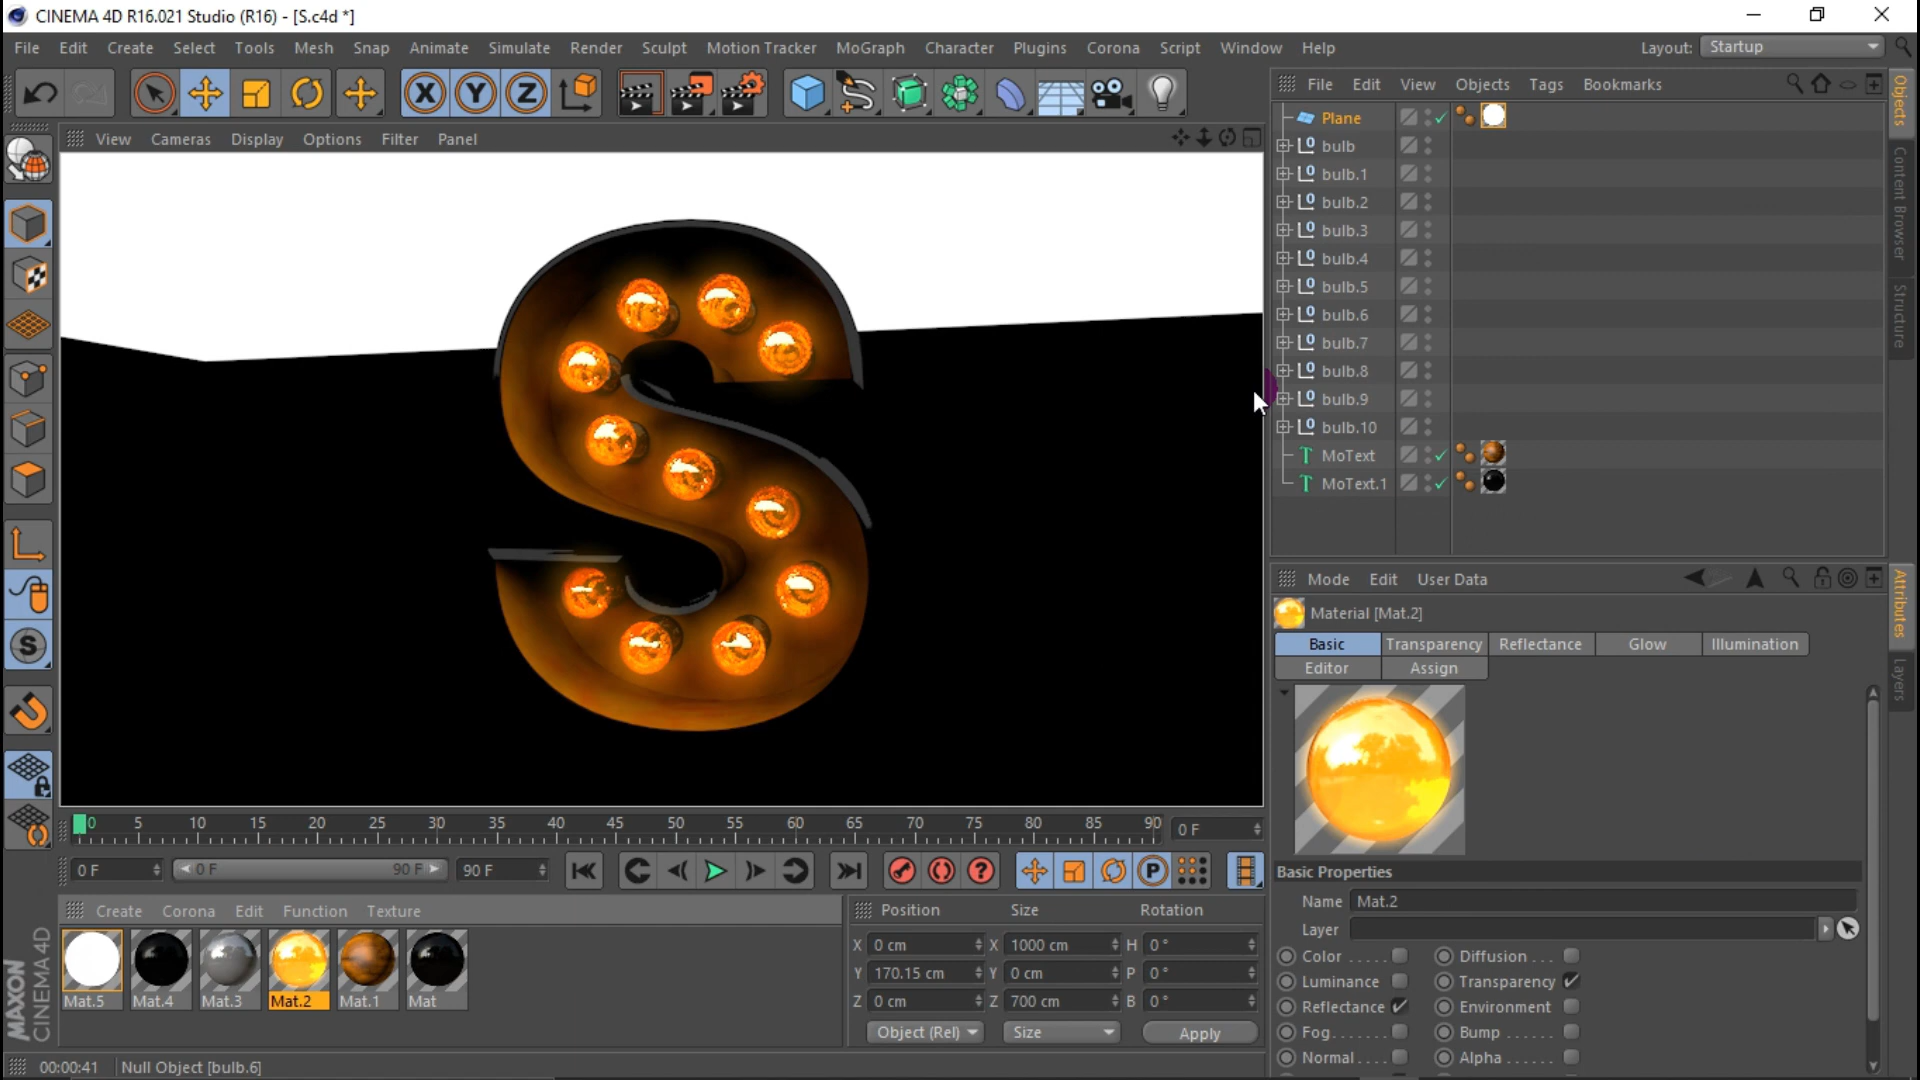 CINEMA 4D R16.021 Studio (R16) - [S.c4d *]
File Edit Create Select Tools Mesh Snap Animate Simulate Render Sculpt Motion Tracker MoGraph Character Plugins Corona Script Window Help
Layout: Startup
X Y Z
File Edit View Objects Tags Bookmarks
View Cameras Display Options Filter Panel
Plane
bulb
bulb.1
bulb.2
bulb.3
bulb.4
bulb.5
bulb.6
bulb.7
bulb.8
bulb.9
bulb.10
MoText
MoText.1
Objects
Content Browser
Structure
S
Mode Edit User Data
Material [Mat.2]
Basic Transparency Reflectance Glow Illumination
Editor Assign
Attributes
Layers
Basic Properties
Name Mat.2
Layer
Color Diffusion
Luminance Transparency
Reflectance Environment
Fog Bump
Normal Alpha
0 5 10 15 20 25 30 35 40 45 50 55 60 65 70 75 80 85 90 0 F
0 F 0 F 90 F 90 F
P
Create Corona Edit Function Texture
Mat.5 Mat.4 Mat.3 Mat.2 Mat.1 Mat
Position Size Rotation
X 0 cm X 1000 cm H 0 °
Y 170.15 cm Y 0 cm P 0 °
Z 0 cm Z 700 cm B 0 °
Object (Rel) Size Apply
MAXON
CINEMA 4D
00:00:41 Null Object [bulb.6]